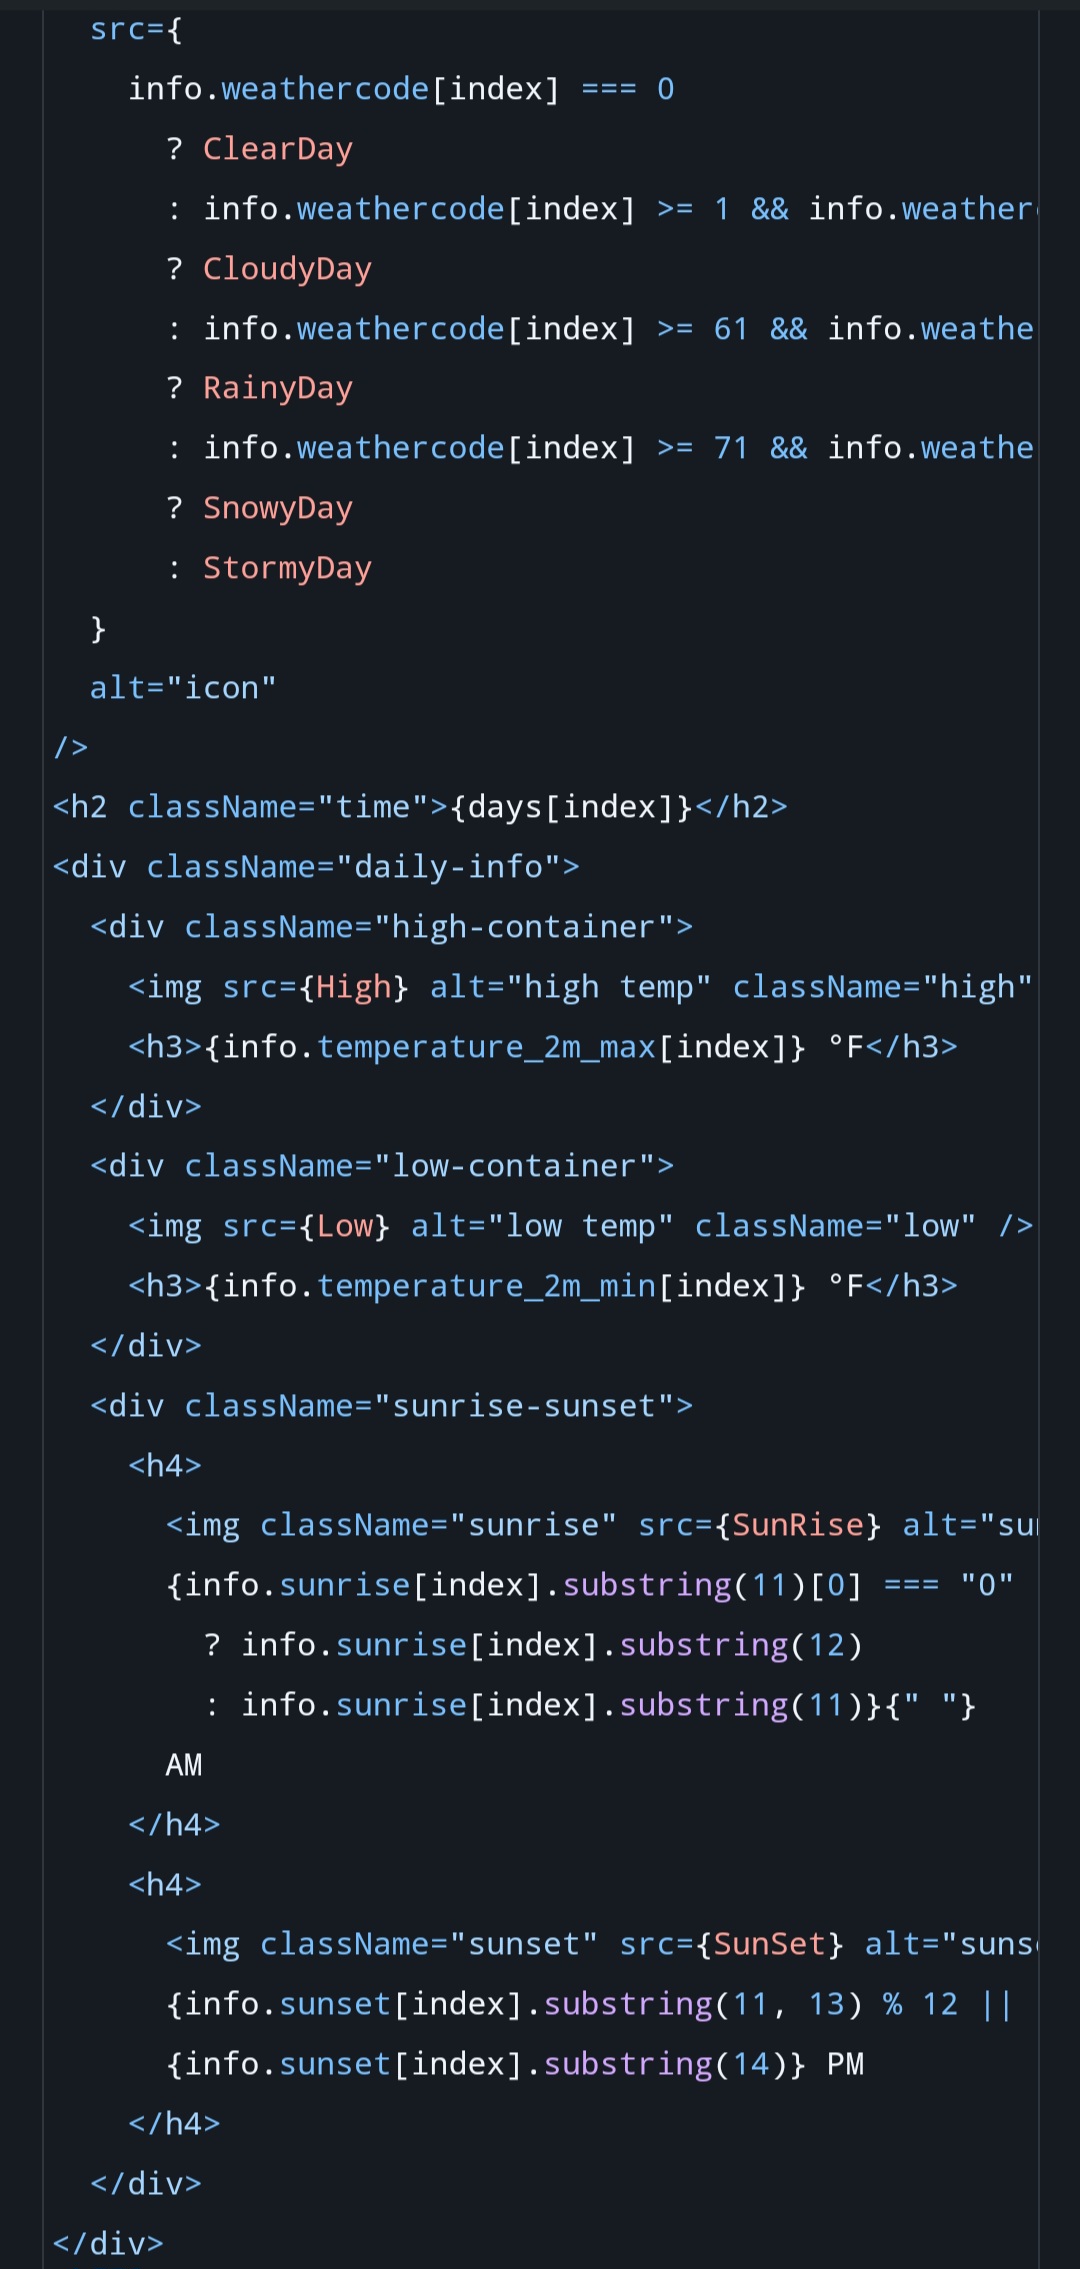 src={
info.weathercode[index] === 0
? ClearDay
: info.weathercode[index] >= 1 && info.weather
? CloudyDay
: info.weathercode[index] >= 61 && info.weathe
? RainyDay
: info.weathercode[index] >= 71 && info.weathe
? SnowyDay
: StormyDay
}
alt="icon"
/>
<h2 className="time">{days[index]}</h2>
<div className="daily-info">
<div className="high-container">
<img src={High} alt="high temp" className="high"
<h3>{info.temperature_2m_max[index]} °F</h3>
</div>
<div className="low-container">
<img src={Low} alt="low temp" className="low" />
<h3>{info.temperature_2m_min[index]} °F</h3>
</div>
<div className="sunrise-sunset">
<h4>
<img className="sunrise" src={SunRise} alt="su
{info.sunrise[index].substring(11)[0] === "0"
? info.sunrise[index].substring(12)
: info.sunrise[index].substring(11)}{" "}
AM
</h4>
<h4>
<img className="sunset" src={SunSet} alt="suns
{info.sunset[index].substring(11, 13) % 12 ||
{info.sunset[index].substring(14)} PM
</h4>
</div>
</div>